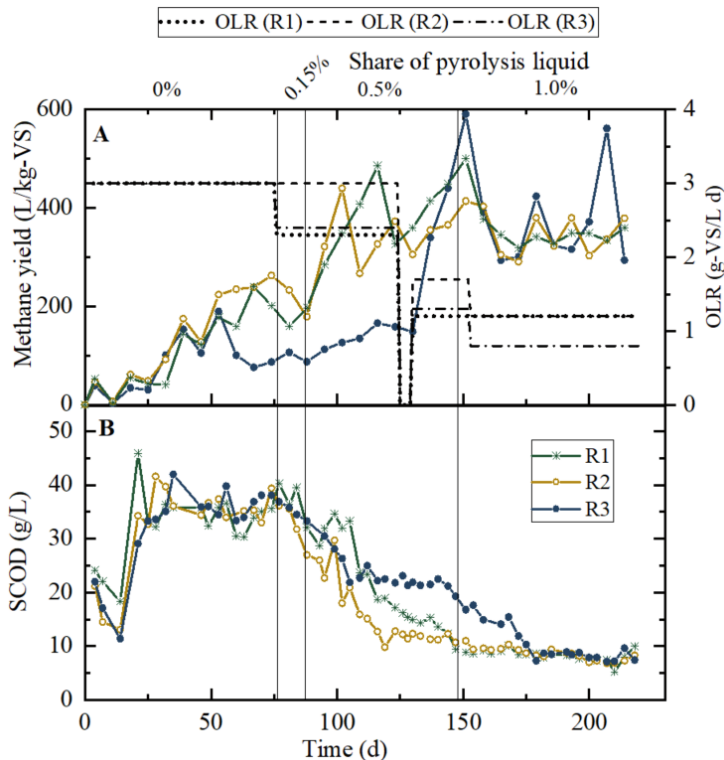 OLR (R1) OLR (R2) OLR (R3)
Share of pyrolysis liquid
0% 0.15% 0.5% 1.0%
A
600
400
200
0
Methane yield (L/kg-VS)
4
3
2
1
0
OLR (g-VS/L d)
B
50
40
30
20
10
0
SCOD (g/L)
R1
R2
R3
0 50 100 150 200
Time (d)